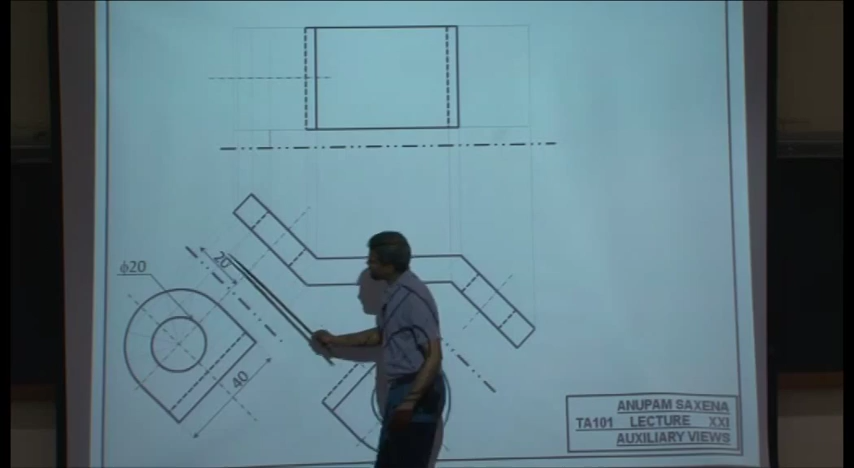 20
ϕ20
40
ANUPAM SAXENA
TA101 LECTURE XXI
AUXILIARY VIEWS